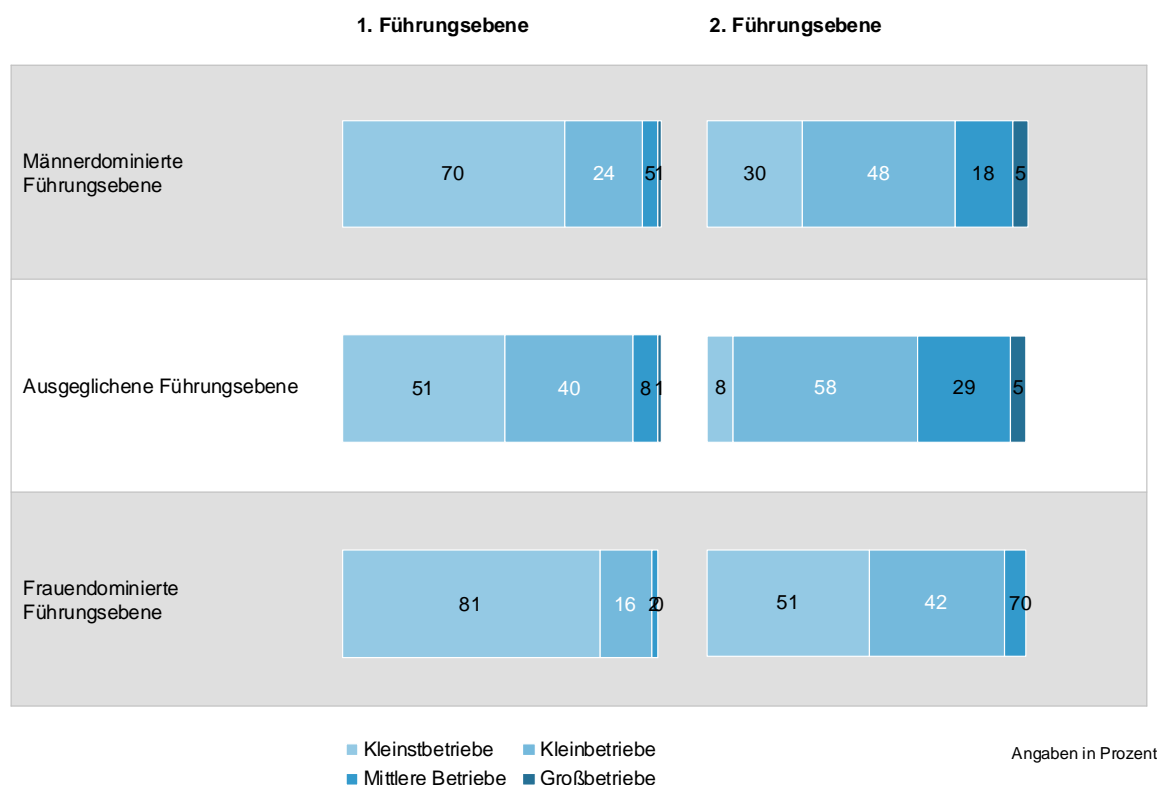 1. Führungsebene 2. Führungsebene
Männerdominierte
Führungsebene
70 24 5 1 30 48 18 5
Ausgeglichene Führungsebene
51 40 8 1 8 58 29 5
Frauendominierte
Führungsebene
81 16 2 0 51 42 7 0
Kleinstbetriebe Kleinbetriebe
Mittlere Betriebe Großbetriebe
Angaben in Prozent